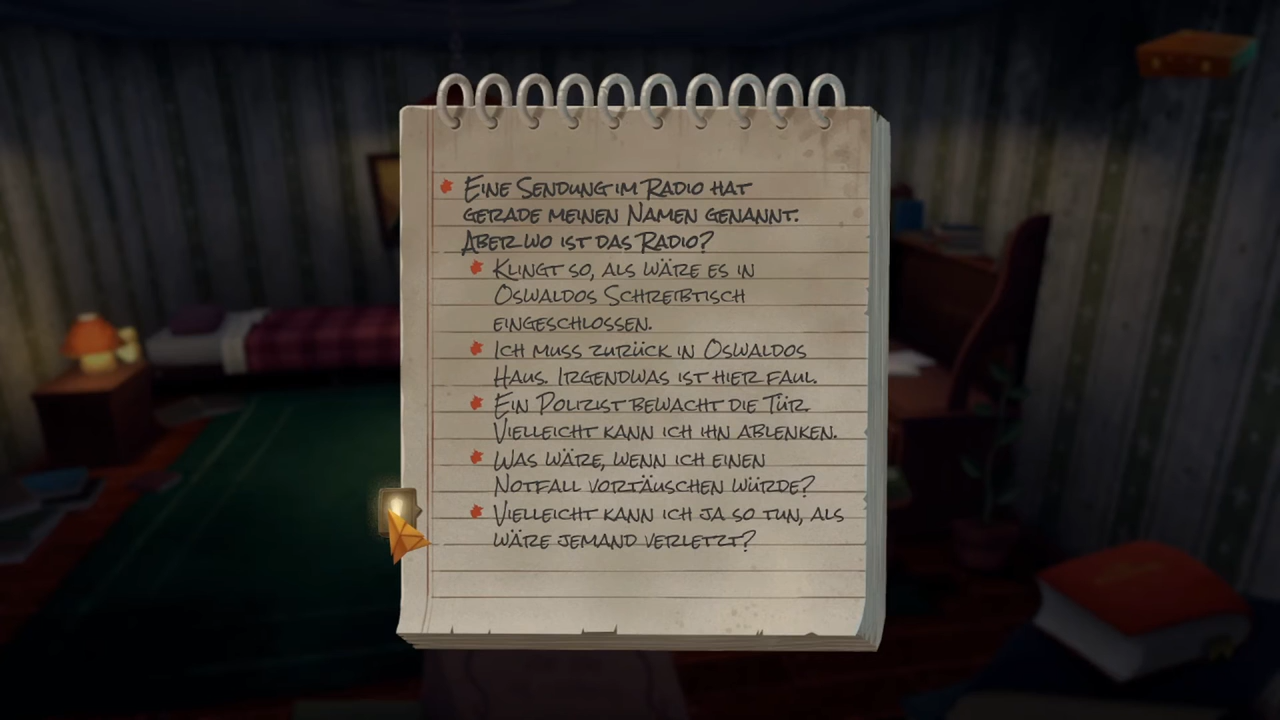 Eine Sendung im Radio hat
gerade meinen Namen genannt.
Aber wo ist das Radio?
Klingt so, als wäre es in
Oswaldos Schreibtisch
eingeschlossen.
Ich muss zurück in Oswaldos
Haus. Irgendwas ist hier faul.
Ein Polizist bewacht die Tür.
Vielleicht kann ich ihn ablenken.
Was wäre, wenn ich einen
Notfall vortäuschen würde?
Vielleicht kann ich ja so tun, als
wäre jemand verletzt?